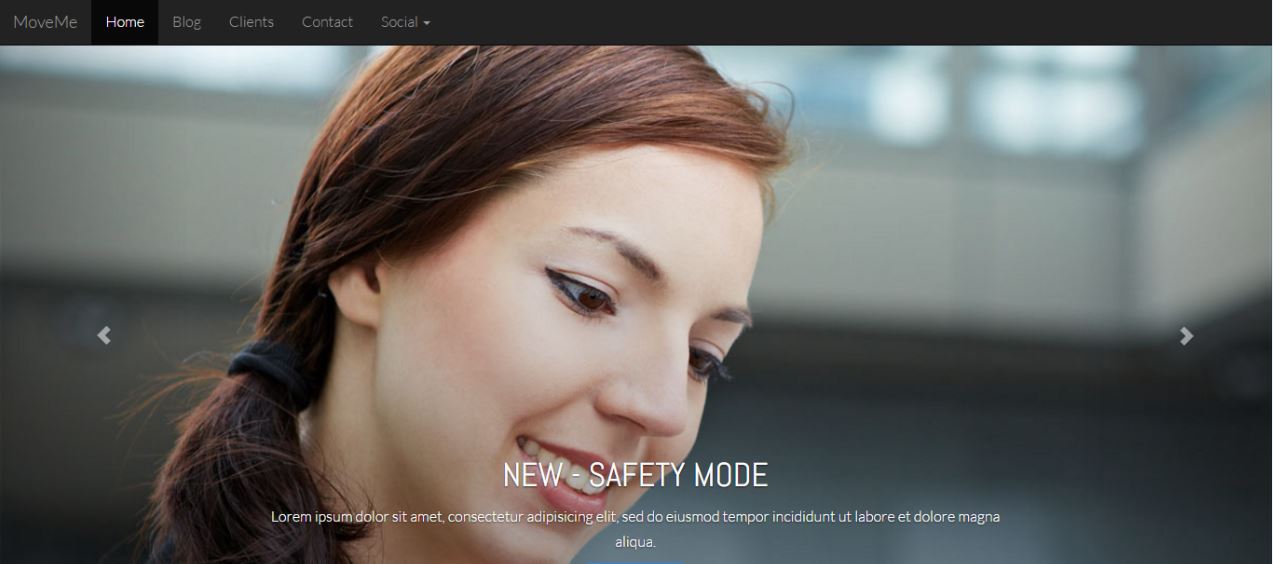 MoveMe Home Blog Clients Contact Social
NEW - SAFETY MODE
Lorem ipsum dolor sit amet, consectetur adipisicing elit, sed do eiusmod tempor incididunt ut labore et dolore magna
aliqua.